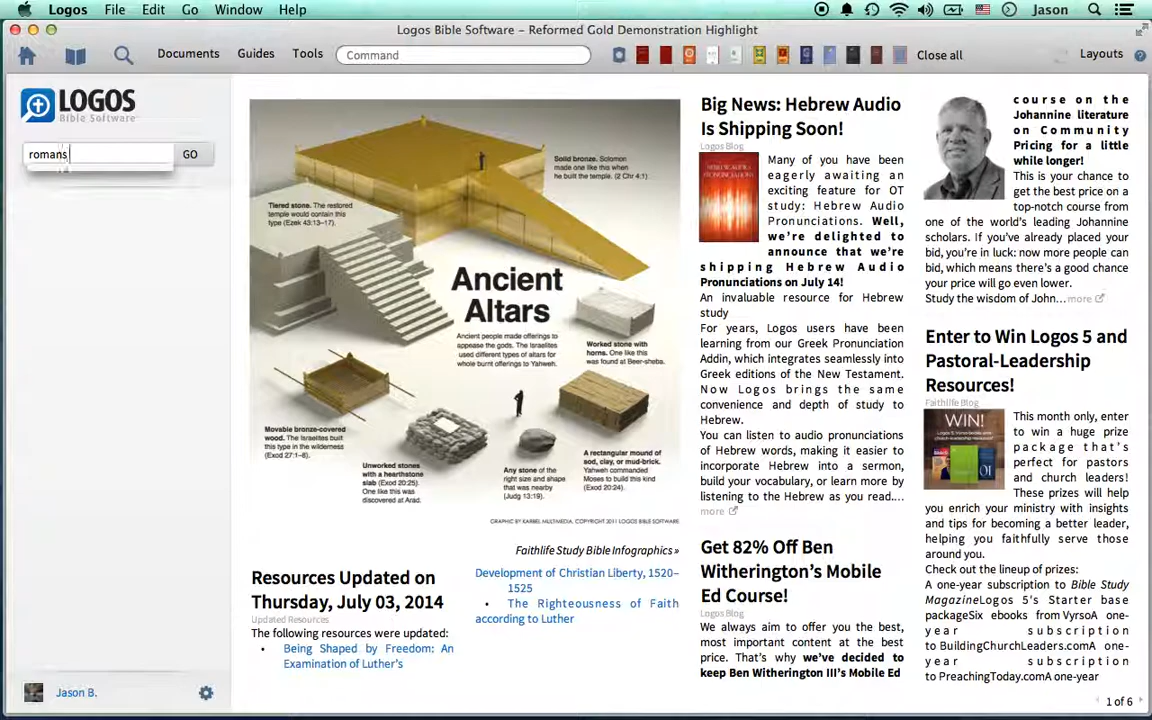 Logos File Edit Go Window Help Jason
Logos Bible Software – Reformed Gold Demonstration Highlight
Documents Guides Tools Command Close all Layouts
LOGOS
Bible Software
romans GO
Jason B.
Solid bronze. Solomon
made one like this when
he built the temple. (2 Chr 4:1)
Tiered stone. The restored
temple would contain this
type (Ezek 43:13–17).
Ancient
Altars
Ancient people made offerings to
appease the gods. The Israelites
used different types of altars for
whole burnt offerings to Yahweh.
Worked stone with
horns. One like this
was found at Beer-sheba.
Movable bronze-covered
wood. The Israelites built
this type in the wilderness
(Exod 27:1–8).
Unworked stones
with a hearthstone
slab (Exod 20:25).
One like this was
discovered at Arad.
Any stone of the
right size and shape
that was nearby
(Judg 13:19).
A rectangular mound of
sod, clay, or mud-brick.
Yahweh commanded
Moses to build this kind
(Exod 20:24).
GRAPHIC BY KARBEL MULTIMEDIA, COPYRIGHT 2011 LOGOS BIBLE SOFTWARE
Faithlife Study Bible Infographics »
Resources Updated on
Thursday, July 03, 2014
Updated Resources
The following resources were updated:
• Being Shaped by Freedom: An
Examination of Luther's
Development of Christian Liberty, 1520–
1525
• The Righteousness of Faith
according to Luther
Big News: Hebrew Audio
Is Shipping Soon!
Logos Blog
Many of you have been
eagerly awaiting an
exciting feature for OT
study: Hebrew Audio
Pronunciations. Well,
we're delighted to
announce that we're
shipping Hebrew Audio
Pronunciations on July 14!
An invaluable resource for Hebrew
study
For years, Logos users have been
learning from our Greek Pronunciation
Addin, which integrates seamlessly into
Greek editions of the New Testament.
Now Logos brings the same
convenience and depth of study to
Hebrew.
You can listen to audio pronunciations
of Hebrew words, making it easier to
incorporate Hebrew into a sermon,
build your vocabulary, or learn more by
listening to the Hebrew as you read....
more
Get 82% Off Ben
Witherington's Mobile
Ed Course!
Logos Blog
We always aim to offer you the best,
most important content at the best
price. That's why we've decided to
keep Ben Witherington III's Mobile Ed
course on the
Johannine literature
on Community
Pricing for a little
while longer!
This is your chance to
get the best price on a
top-notch course from
one of the world's leading Johannine
scholars. If you've already placed your
bid, you're in luck: now more people can
bid, which means there's a good chance
your price will go even lower.
Study the wisdom of John...more
Enter to Win Logos 5 and
Pastoral-Leadership
Resources!
Faithlife Blog
WIN!
This month only, enter
to win a huge prize
package that's
perfect for pastors
and church leaders!
These prizes will help
you enrich your ministry with insights
and tips for becoming a better leader,
helping you faithfully serve those
around you.
Check out the lineup of prizes:
A one-year subscription to Bible Study
MagazineLogos 5's Starter base
packageSix ebooks from VyrsoA one-
year subscription
to BuildingChurchLeaders.comA one-
year subscription
to PreachingToday.comA one-year
1 of 6